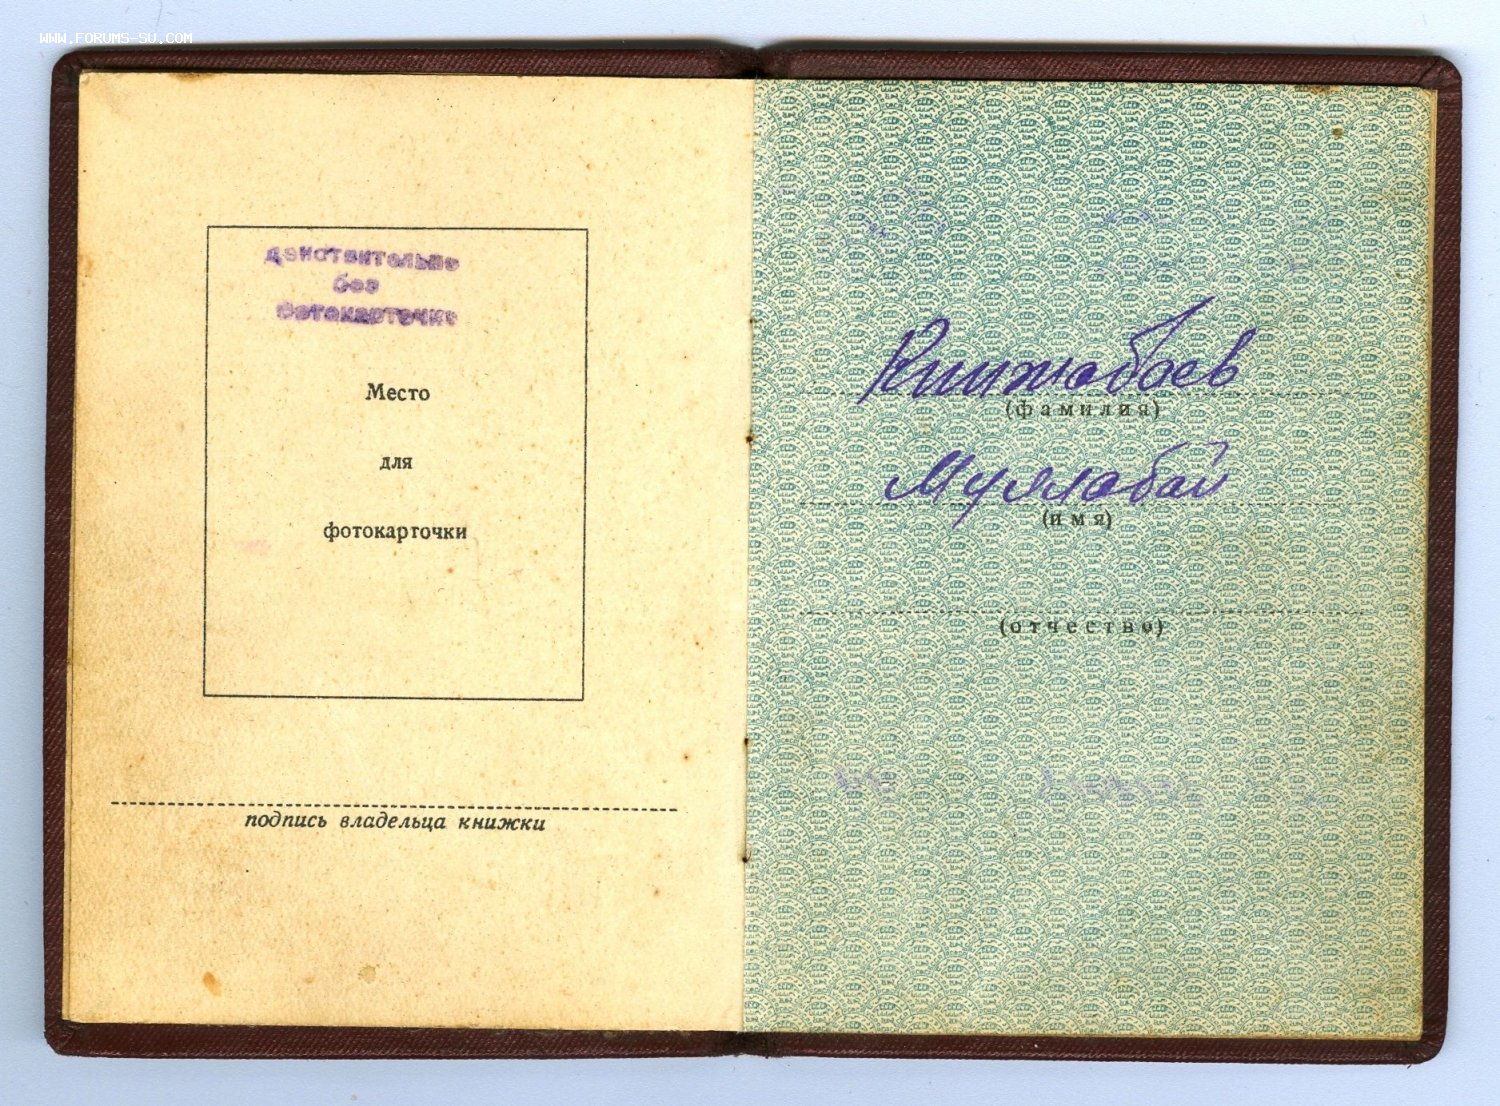 WWW.FORUMS-SU.COM
действительно
без
фотокарточки
Место
для
фотокарточки
подпись владельца книжки
(фамилия)
Муллабай
(имя)
(отчество)